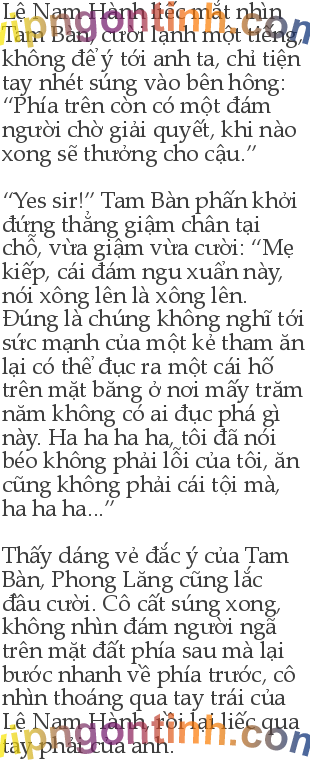 Lệ Nam Hành liếc mắt nhìn
Tam Bàn, cười lạnh một tiếng,
không để ý tới anh ta, chỉ tiện
tay nhét súng vào bên hông:
“Phía trên còn có một đám
người chờ giải quyết, khi nào
xong sẽ thưởng cho cậu.”
“Yes sir!” Tam Bàn phấn khởi
đứng thẳng giậm chân tại
chỗ, vừa giậm vừa cười: “Mẹ
kiếp, cái đám ngu xuẩn này,
nói xông lên là xông lên.
Đúng là chúng không nghĩ tới
sức mạnh của một kẻ tham ăn
lại có thể đục ra một cái hố
trên mặt băng ở nơi mấy trăm
năm không có ai đục phá gì
này. Ha ha ha ha, tôi đã nói
béo không phải lỗi của tôi, ăn
cũng không phải cái tội mà,
ha ha ha...”
Thấy dáng vẻ đắc ý của Tam
Bàn, Phong Lăng cũng lắc
đầu cười. Cô cất súng xong,
không nhìn đám người ngã
trên mặt đất phía sau mà lại
bước nhanh về phía trước, cô
nhìn thoáng qua tay trái của
Lệ Nam Hành, rồi lại liếc qua
tay phải của anh.
vipngontinh.com
vipngontinh.com